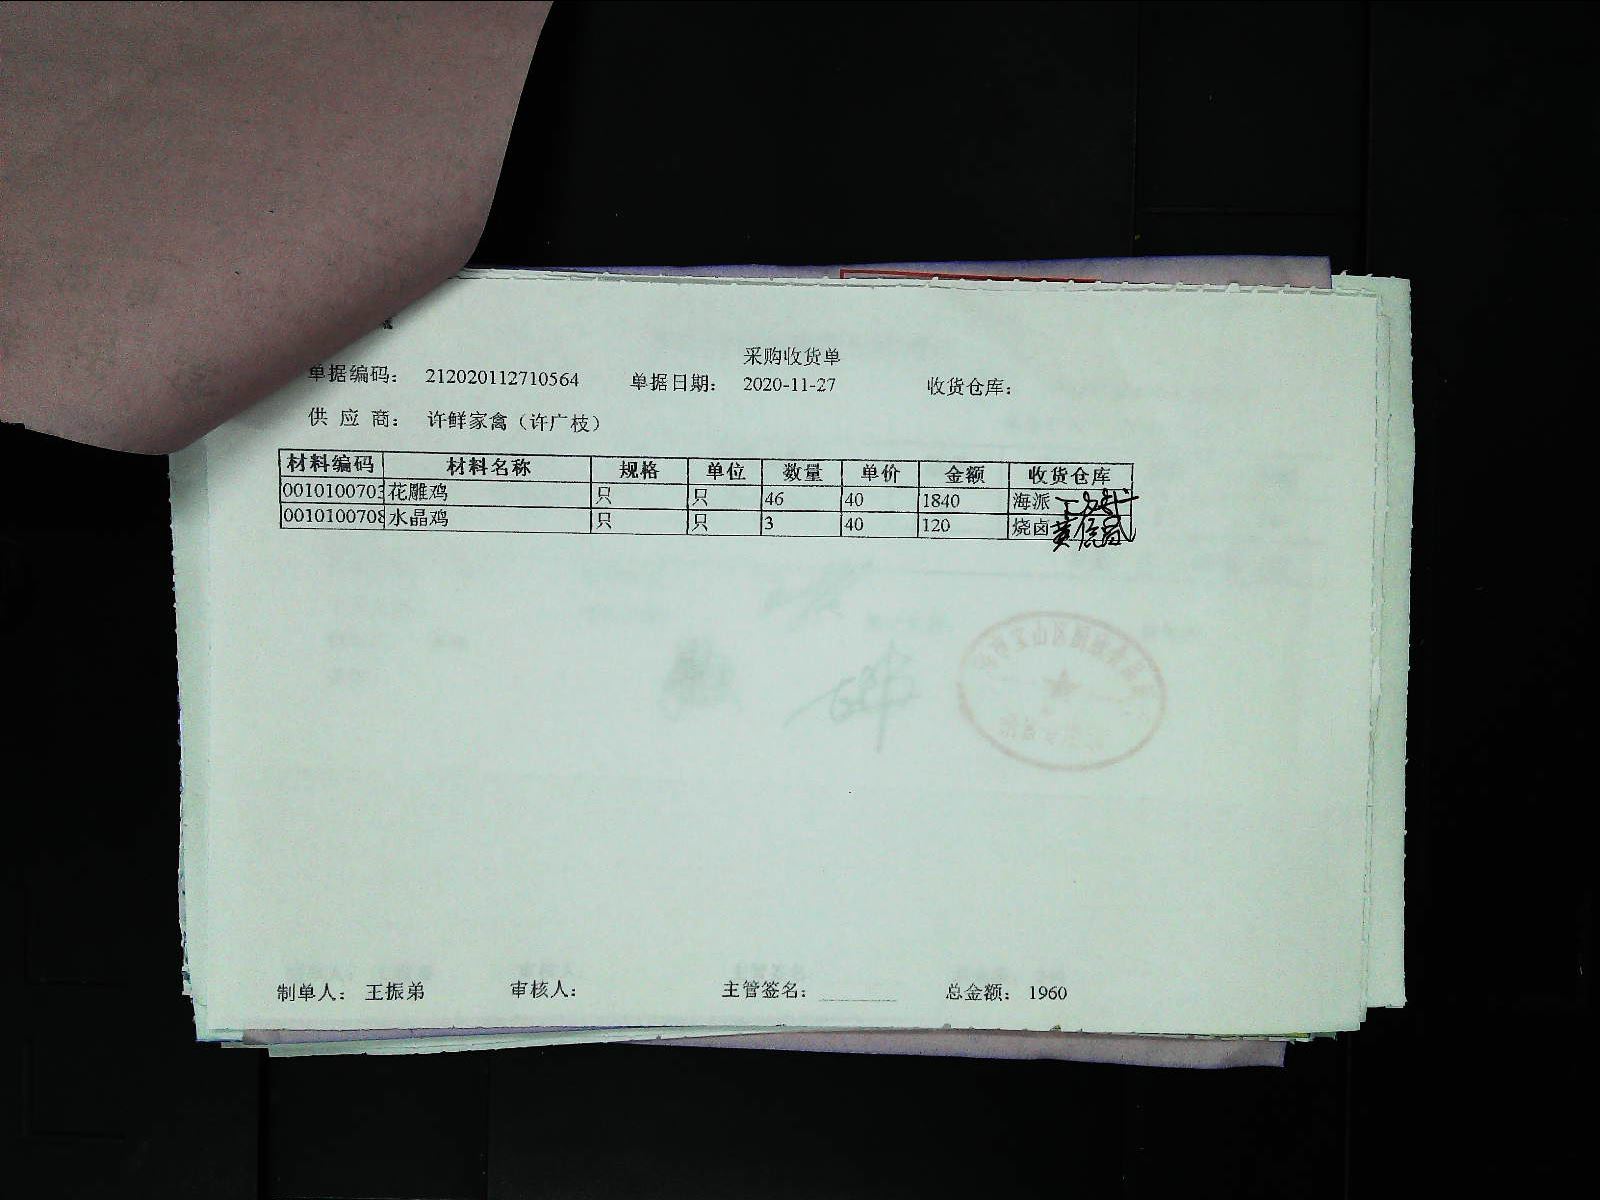 采购收货单
单据编码： 212020112710564 单据日期： 2020-11-27 收货仓库：
供 应 商： 许鲜家禽（许广枝）
材料编码 材料名称 规格 单位 数量 单价 金额 收货仓库
0010100703 花雕鸡 只 只 46 40 1840 海派
0010100708 水晶鸡 只 只 3 40 120 烧卤
制单人： 王振弟 审核人： 主管签名： 总金额： 1960